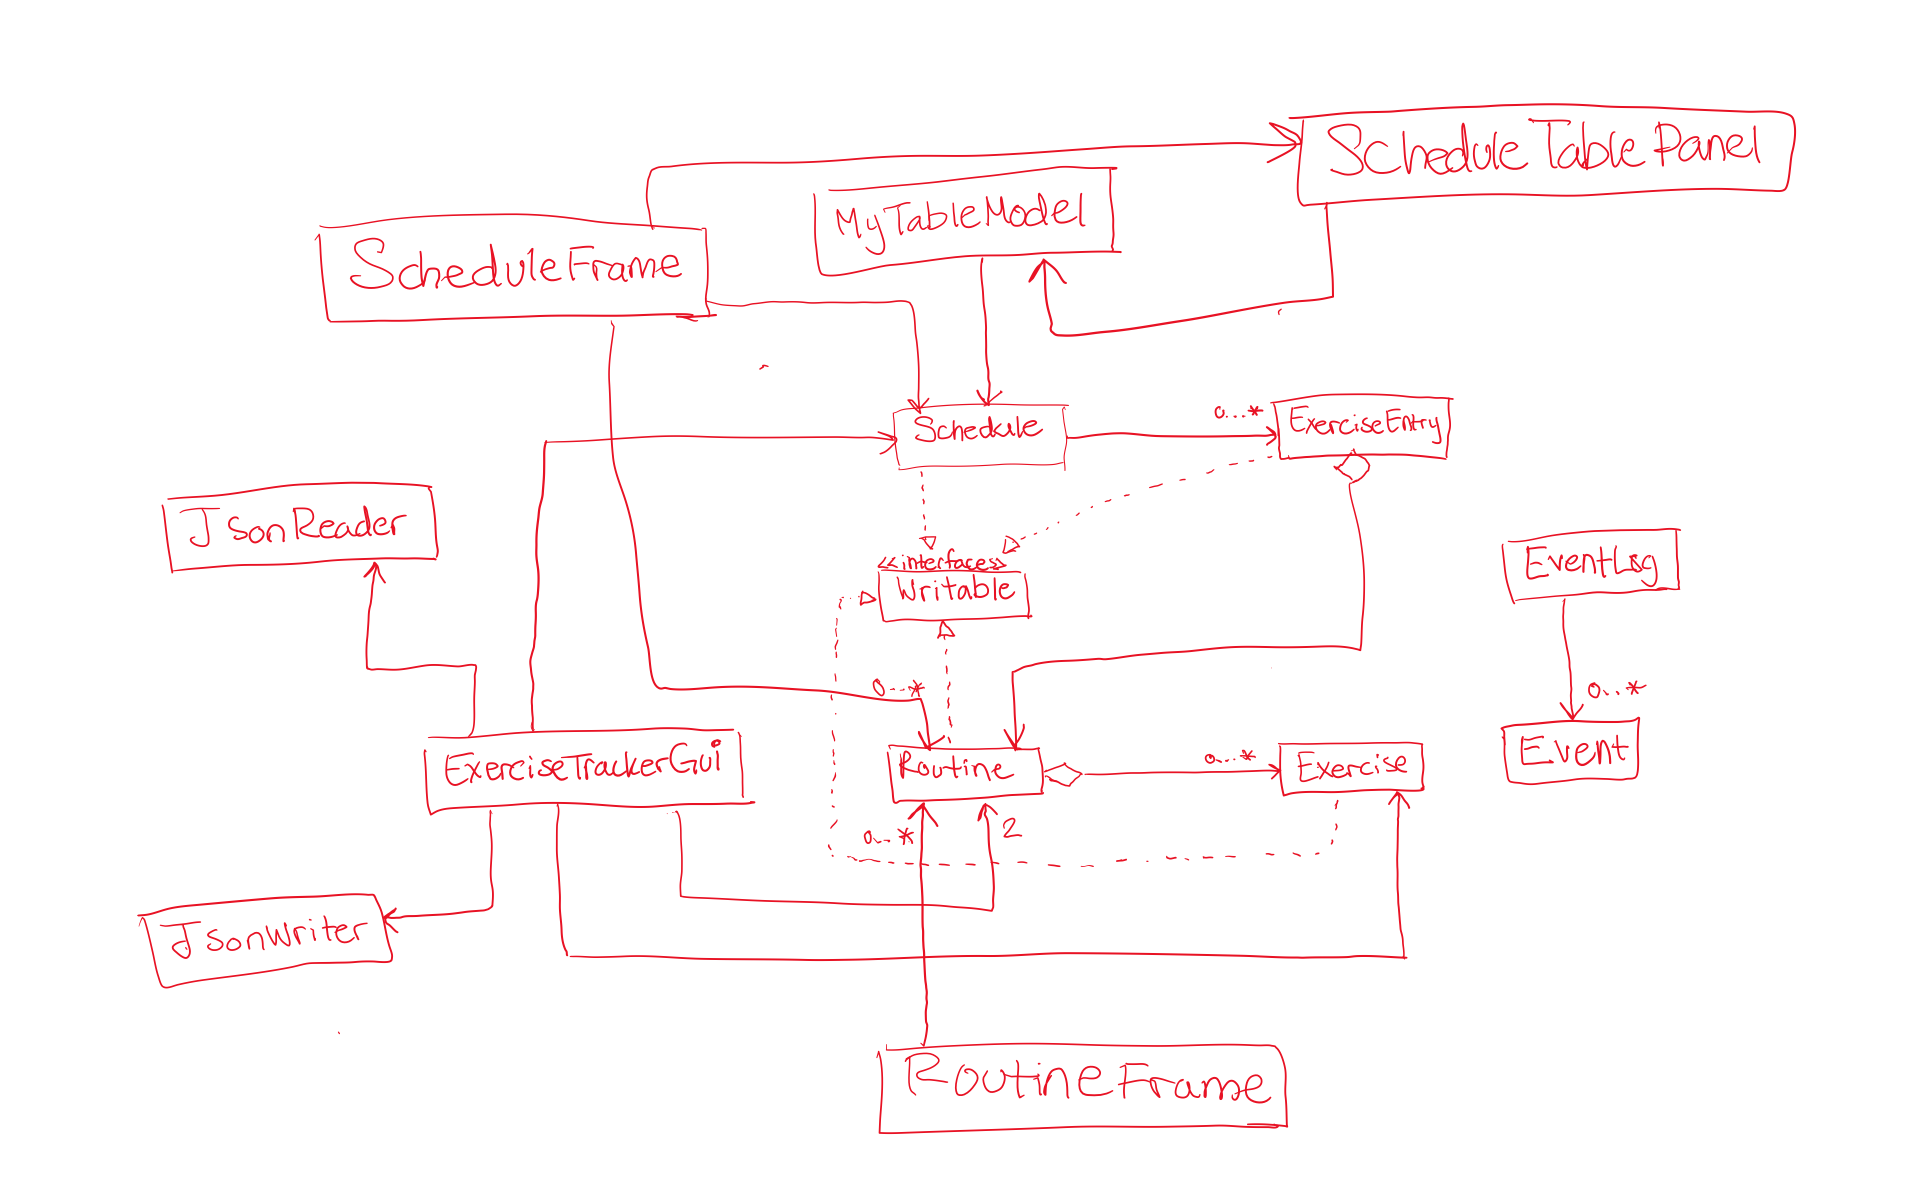 ScheduleTablePanel
MyTableModel
ScheduleFrame
0...*
ExerciseEntry
Schedule
JsonReader
<<interfaces>>
Writable
EventLog
0...*
0...*
Event
ExerciseTrackerGui
Routine
0...*
Exercise
0...*
2
JsonWriter
RoutineFrame